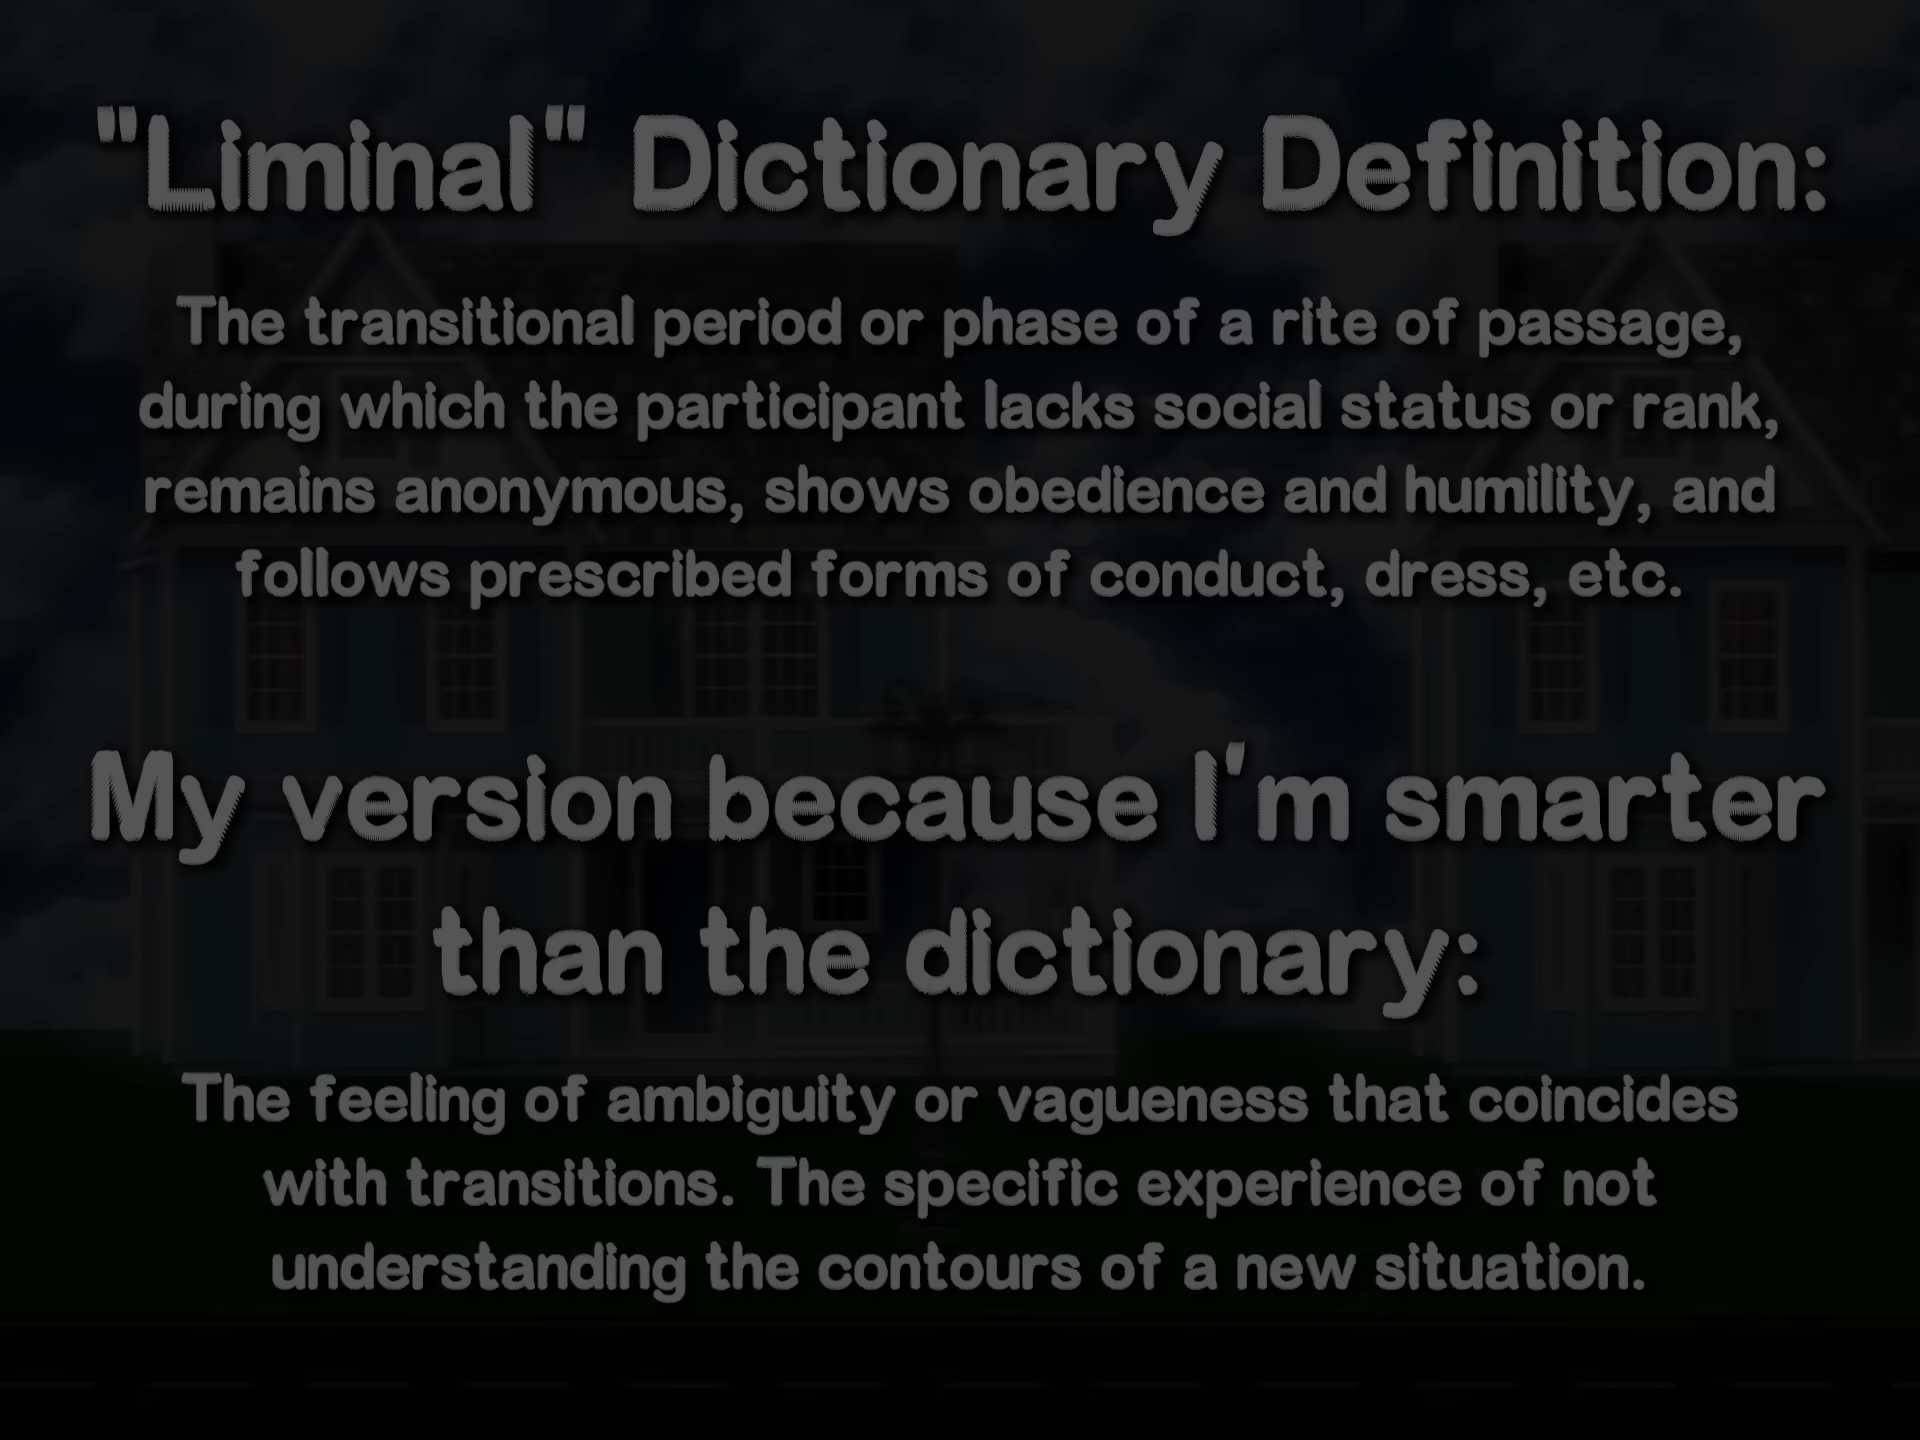 "Liminal" Dictionary Definition:
The transitional period or phase of a rite of passage,
during which the participant lacks social status or rank,
remains anonymous, shows obedience and humility, and
follows prescribed forms of conduct, dress, etc.
My version because I'm smarter
than the dictionary:
The feeling of ambiguity or vagueness that coincides
with transitions. The specific experience of not
understanding the contours of a new situation.